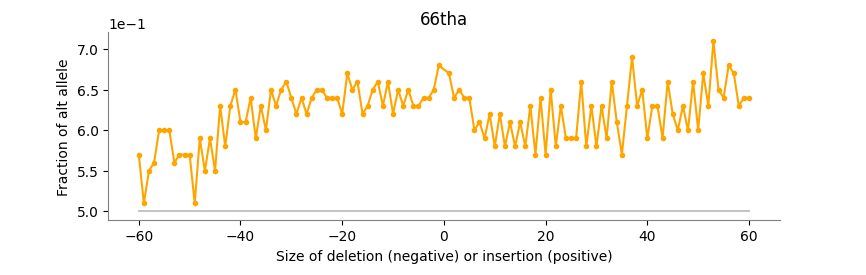 66tha
1e−1
7.0
6.5
6.0
5.5
5.0
Fraction of alt allele
−60 −40 −20 0 20 40 60
Size of deletion (negative) or insertion (positive)